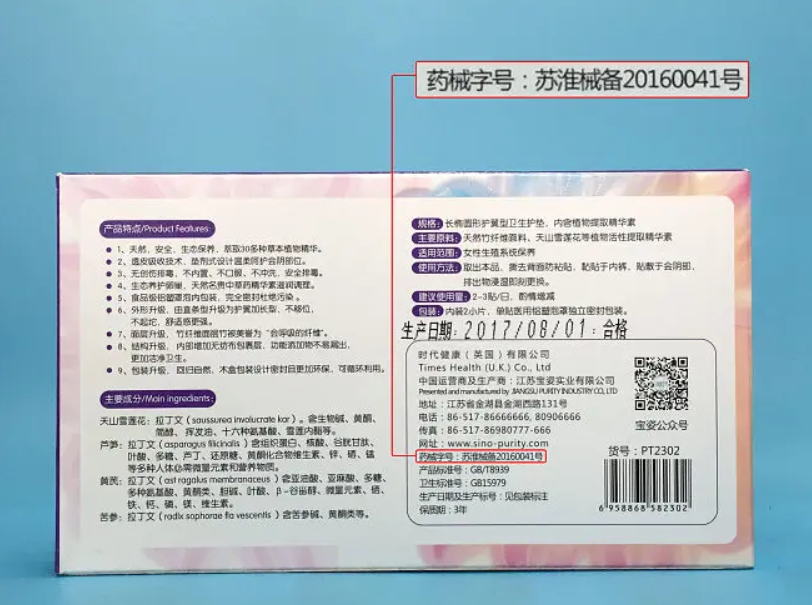 药械字号：苏淮械备20160041号
产品特点/Product Features:
1、天然、安全、生态保养、萃取30多种草本植物精华。
2、透皮吸收技术、垫剂式设计温柔呵护会阴部位。
3、无创伤排毒，不内置、不口服、不冲洗，安全排毒。
4、生态养护卵巢，天然名贵中草药精华素滋润调理。
5、食品级铝塑罩泡内包装，完全密封杜绝污染。
6、外形升级，由直条型升级为护翼加长型，不移位，
不起坨，舒适感更强。
7、面层升级，竹纤维面层竹被美誉为“会呼吸的纤维”。
8、结构升级，内部增加无纺布包裹层，功能添加物不易漏出，
更加洁净卫生。
9、包装升级，回归自然，木盒包装设计密封且更加环保，可循环利用。
主要成分/Main ingredients:
天山雪莲花：拉丁文（saussurea involucrate kar）。含生物碱、黄酮、
简醇、挥发油、十六种氨基酸、雪莲内酯等。
芦笋：拉丁文（asparagus filicinalis）含组织蛋白、核酸、谷胱甘肽、
叶酸、多糖、芦丁、还原糖、黄酮化合物维生素、锌、硒、锰
等多种人体必需微量元素和营养物质。
黄芪：拉丁文（ast ragalus membranaceus）含亚油酸、亚麻酸、多糖、
多种氨基酸、黄酮类、胆碱、叶酸、β-谷甾醇、微量元素、硒、
铁、钙、磷、镁、维生素。
苦参：拉丁文（radix sophorae fla vescentis）含苦参碱、黄酮类等。
规格：长椭圆形护翼型卫生护垫，内含植物提取精华素
主要原料：天然竹纤维面料、天山雪莲花等植物活性提取精华素
适用范围：女性生殖系统保养
使用方法：取出本品，撕去背面防粘贴，黏贴于内裤，贴敷于会阴部，
排出物浸湿即刻更换。
建议使用量：2-3贴/日，酌情增减
包装：内装2小片，单贴医用铝塑泡罩独立密封包装。
生产日期：2017/08/01：合格
时代健康（英国）有限公司
Times Health (U.K.) Co., Ltd
中国运营商及生产商：江苏宝姿实业有限公司
Presented and manufactured by JIANGSU PURITY INDUSTRY CO., LTD
地址：江苏省金湖县金湖西路131号
电话：86-517-86666666, 80906666
传真：86-517-86980777-666
网址：www.sino-purity.com
药械字号：苏淮械备20160041号
产品标准号：GB/T8939
卫生标准号：GB15979
生产日期及生产标号：见包装标注
保质期：3年
宝姿公众号
货号：PT2302
6 958868 582302